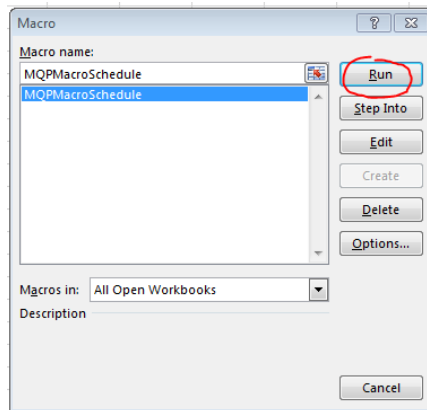 Macro
Macro name:
MQPMacroSchedule
MQPMacroSchedule
Run
Step Into
Edit
Create
Delete
Options...
Macros in: All Open Workbooks
Description
Cancel